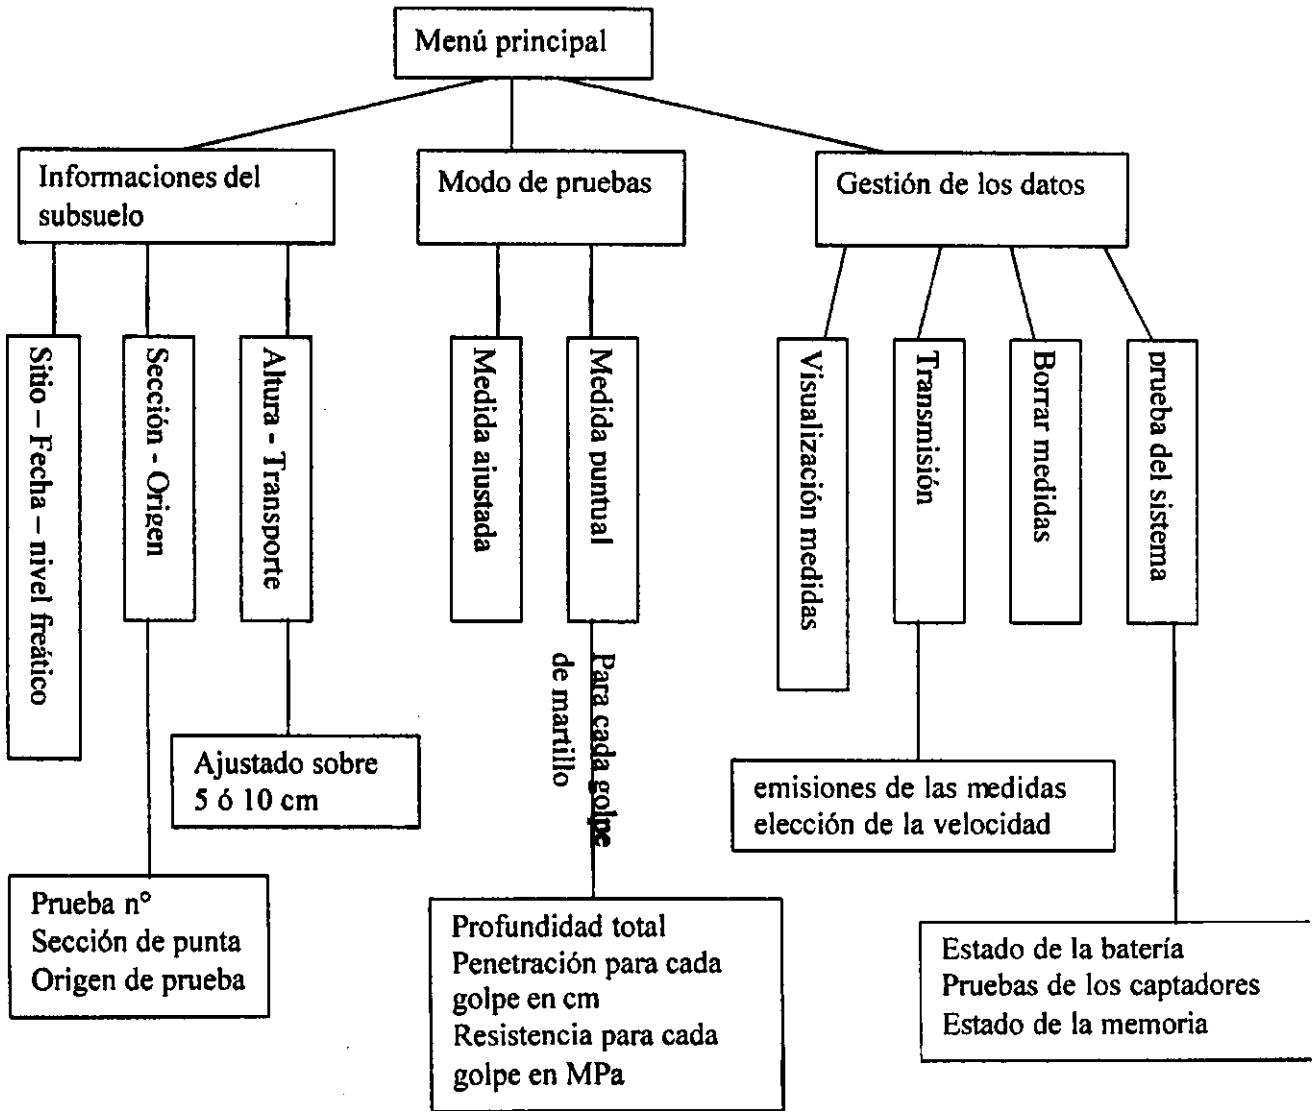 Menú principal
Informaciones del
subsuelo
Modo de pruebas
Gestión de los datos
Sitio – Fecha – nivel freático
Sección - Origen
Altura - Transporte
Medida ajustada
Medida puntual
Visualización medidas
Transmisión
Borrar medidas
prueba del sistema
Para cada golpe
de martillo
Ajustado sobre
5 ó 10 cm
emisiones de las medidas
elección de la velocidad
Prueba nº
Sección de punta
Origen de prueba
Profundidad total
Penetración para cada
golpe en cm
Resistencia para cada
golpe en MPa
Estado de la batería
Pruebas de los captadores
Estado de la memoria